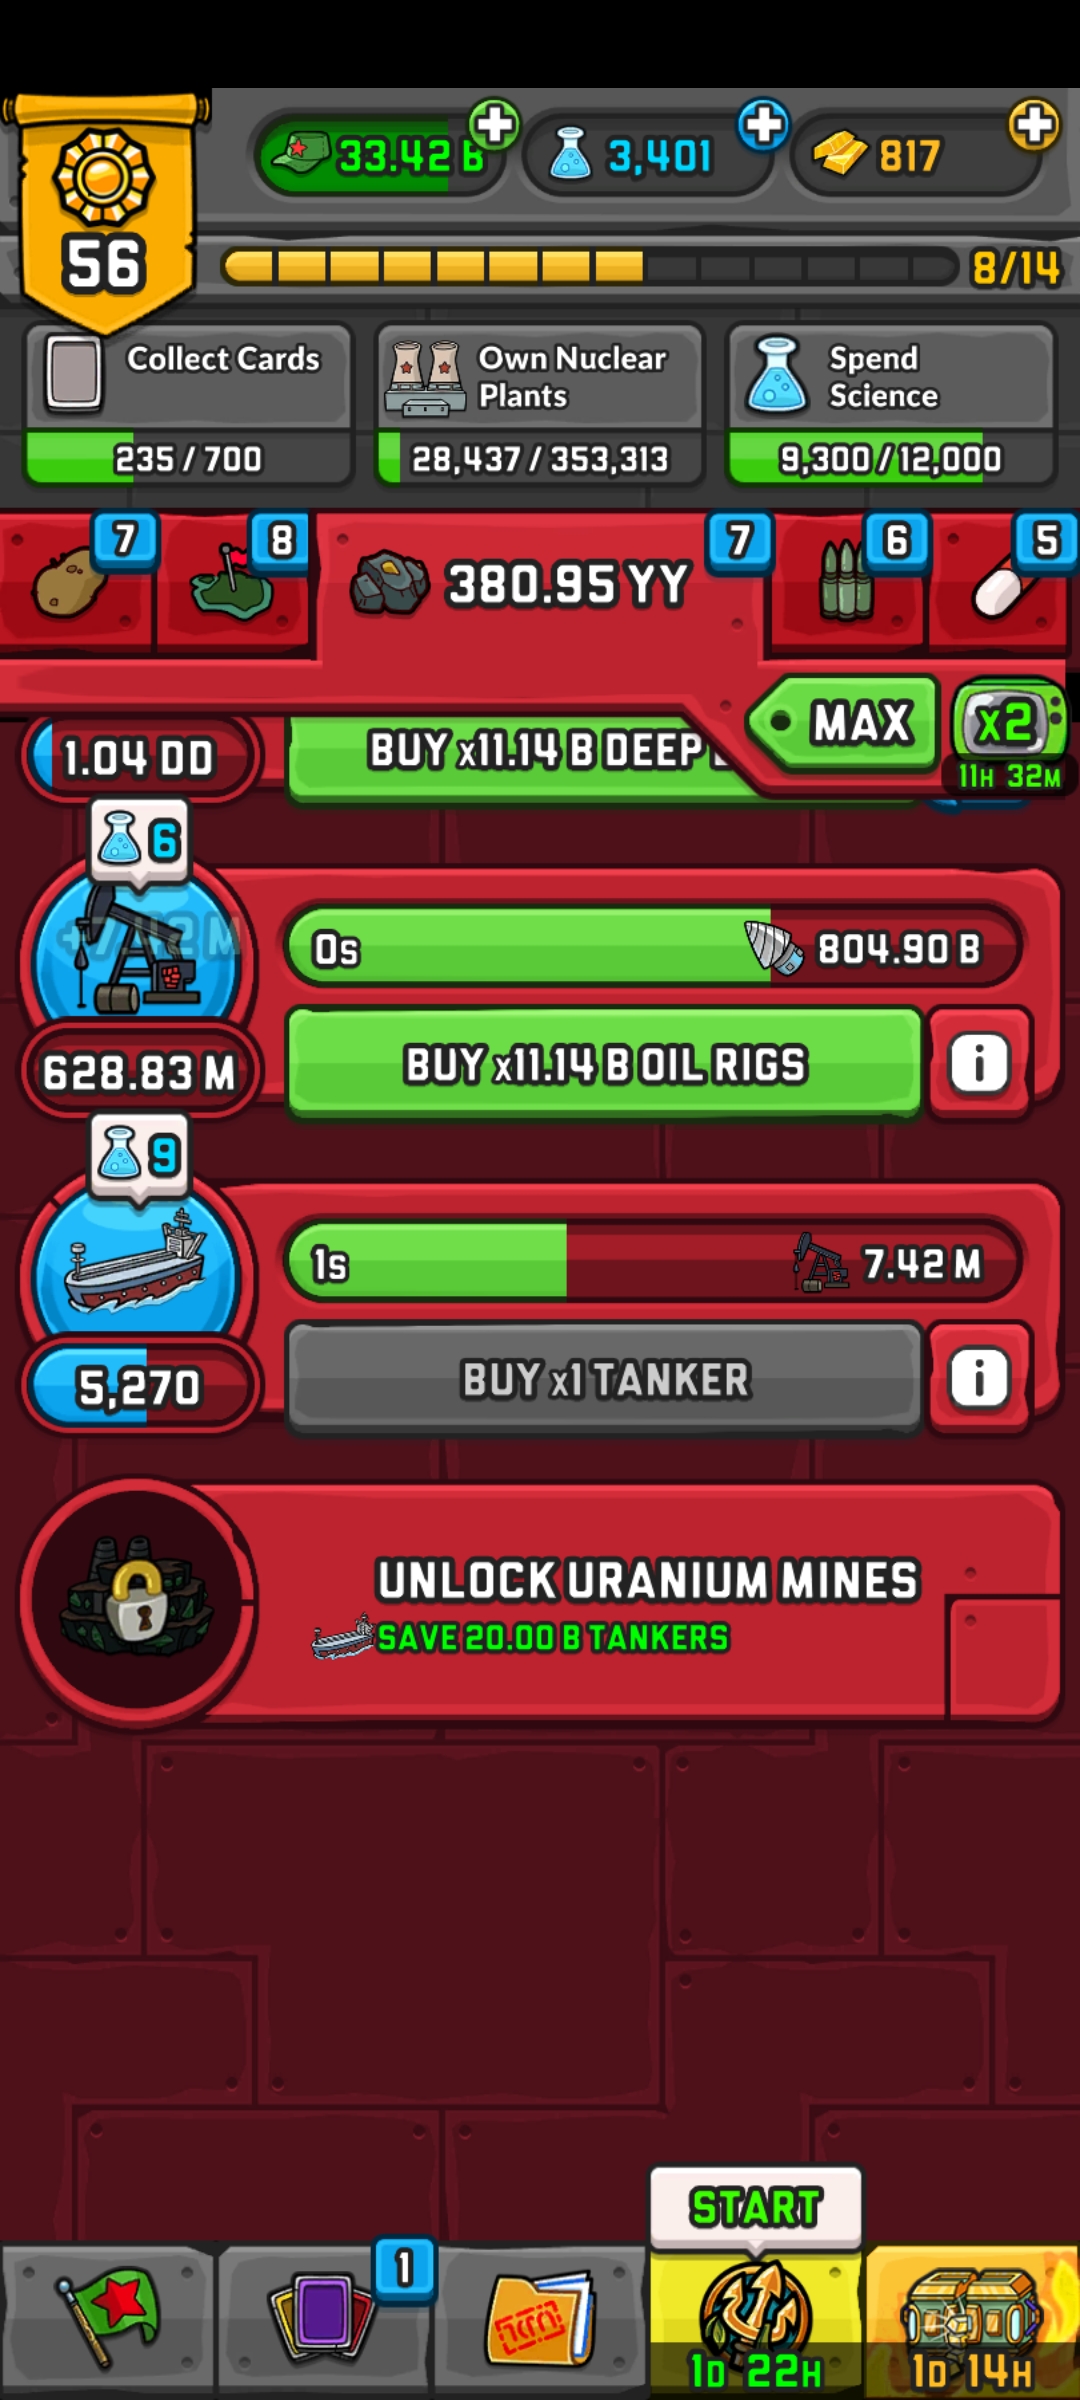 56
33.42 B
3,401
817
8/14
Collect Cards
235/700
Own Nuclear
Plants
28,437/353,313
Spend
Science
9,300/12,000
7
8
380.95 YY
7
6
5
MAX
x2
11H 32M
1.04 DD
BUY x11.14 B DEEP
6
+7.42 M
0s
804.90 B
628.83 M
BUY x11.14 B OIL RIGS
i
9
1s
7.42 M
5,270
BUY x1 TANKER
i
UNLOCK URANIUM MINES
SAVE 20.00 B TANKERS
START
1
1D 22H
1D 14H